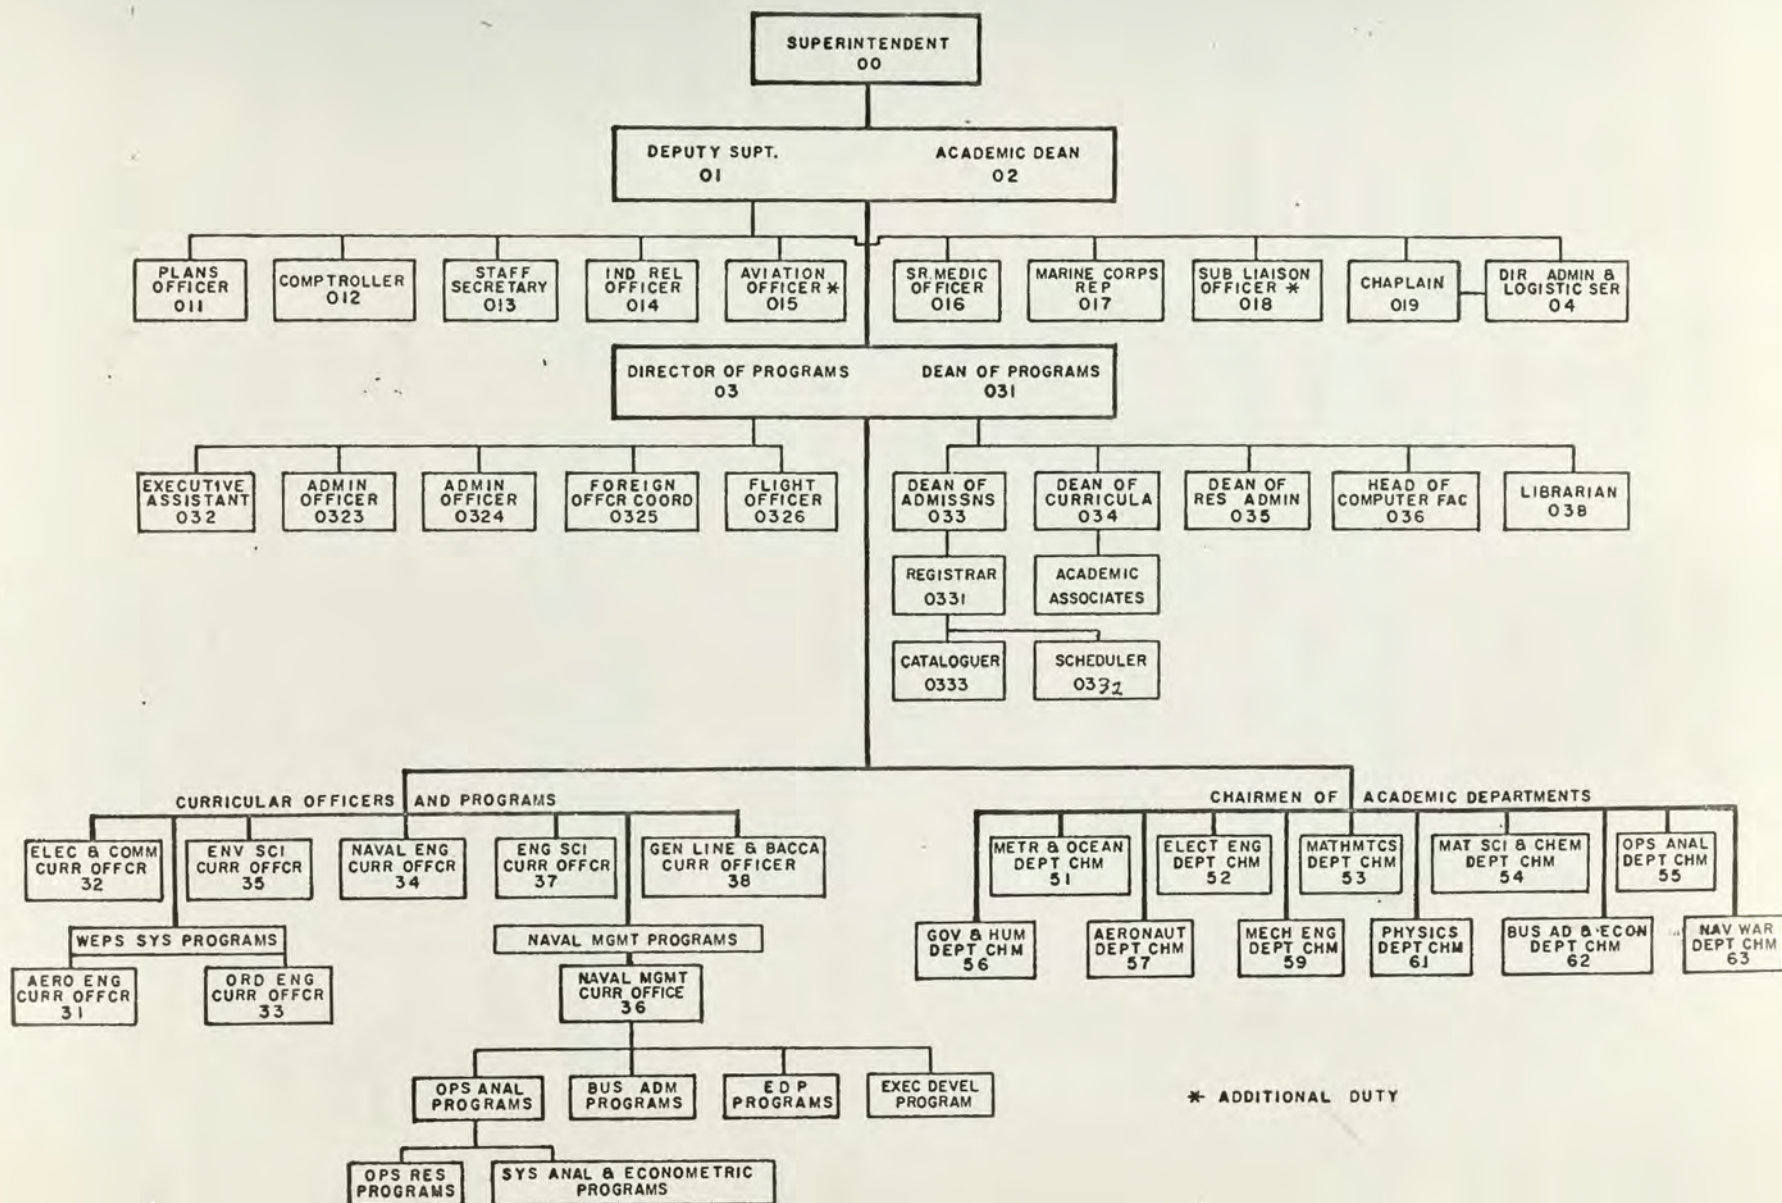 SUPERINTENDENT
00
DEPUTY SUPT.
01
ACADEMIC DEAN
02
PLANS
OFFICER
011
COMPTROLLER
012
STAFF
SECRETARY
013
IND REL
OFFICER
014
AVIATION
OFFICER *
015
SR. MEDIC
OFFICER
016
MARINE CORPS
REP
017
SUB LIAISON
OFFICER *
018
CHAPLAIN
019
DIR ADMIN &
LOGISTIC SER
04
DIRECTOR OF PROGRAMS
03
DEAN OF PROGRAMS
031
EXECUTIVE
ASSISTANT
032
ADMIN
OFFICER
0323
ADMIN
OFFICER
0324
FOREIGN
OFFCR COORD
0325
FLIGHT
OFFICER
0326
DEAN OF
ADMISSNS
033
DEAN OF
CURRICULA
034
DEAN OF
RES ADMIN
035
HEAD OF
COMPUTER FAC
036
LIBRARIAN
038
REGISTRAR
0331
ACADEMIC
ASSOCIATES
CATALOGUER
0333
SCHEDULER
0332
CURRICULAR OFFICERS AND PROGRAMS
ELEC & COMM
CURR OFFCR
32
ENV SCI
CURR OFFCR
35
NAVAL ENG
CURR OFFCR
34
ENG SCI
CURR OFFCR
37
GEN LINE & BACCA
CURR OFFICER
38
WEPS SYS PROGRAMS
AERO ENG
CURR OFFCR
31
ORD ENG
CURR OFFCR
33
NAVAL MGMT PROGRAMS
NAVAL MGMT
CURR OFFICE
36
OPS ANAL
PROGRAMS
BUS ADM
PROGRAMS
E D P
PROGRAMS
EXEC DEVEL
PROGRAM
OPS RES
PROGRAMS
SYS ANAL & ECONOMETRIC
PROGRAMS
CHAIRMEN OF ACADEMIC DEPARTMENTS
METR & OCEAN
DEPT CHM
51
ELECT ENG
DEPT CHM
52
MATHMTCS
DEPT CHM
53
MAT SCI & CHEM
DEPT CHM
54
OPS ANAL
DEPT CHM
55
GOV & HUM
DEPT CHM
56
AERONAUT
DEPT CHM
57
MECH ENG
DEPT CHM
59
PHYSICS
DEPT CHM
61
BUS AD & ECON
DEPT CHM
62
NAV WAR
DEPT CHM
63
* ADDITIONAL DUTY